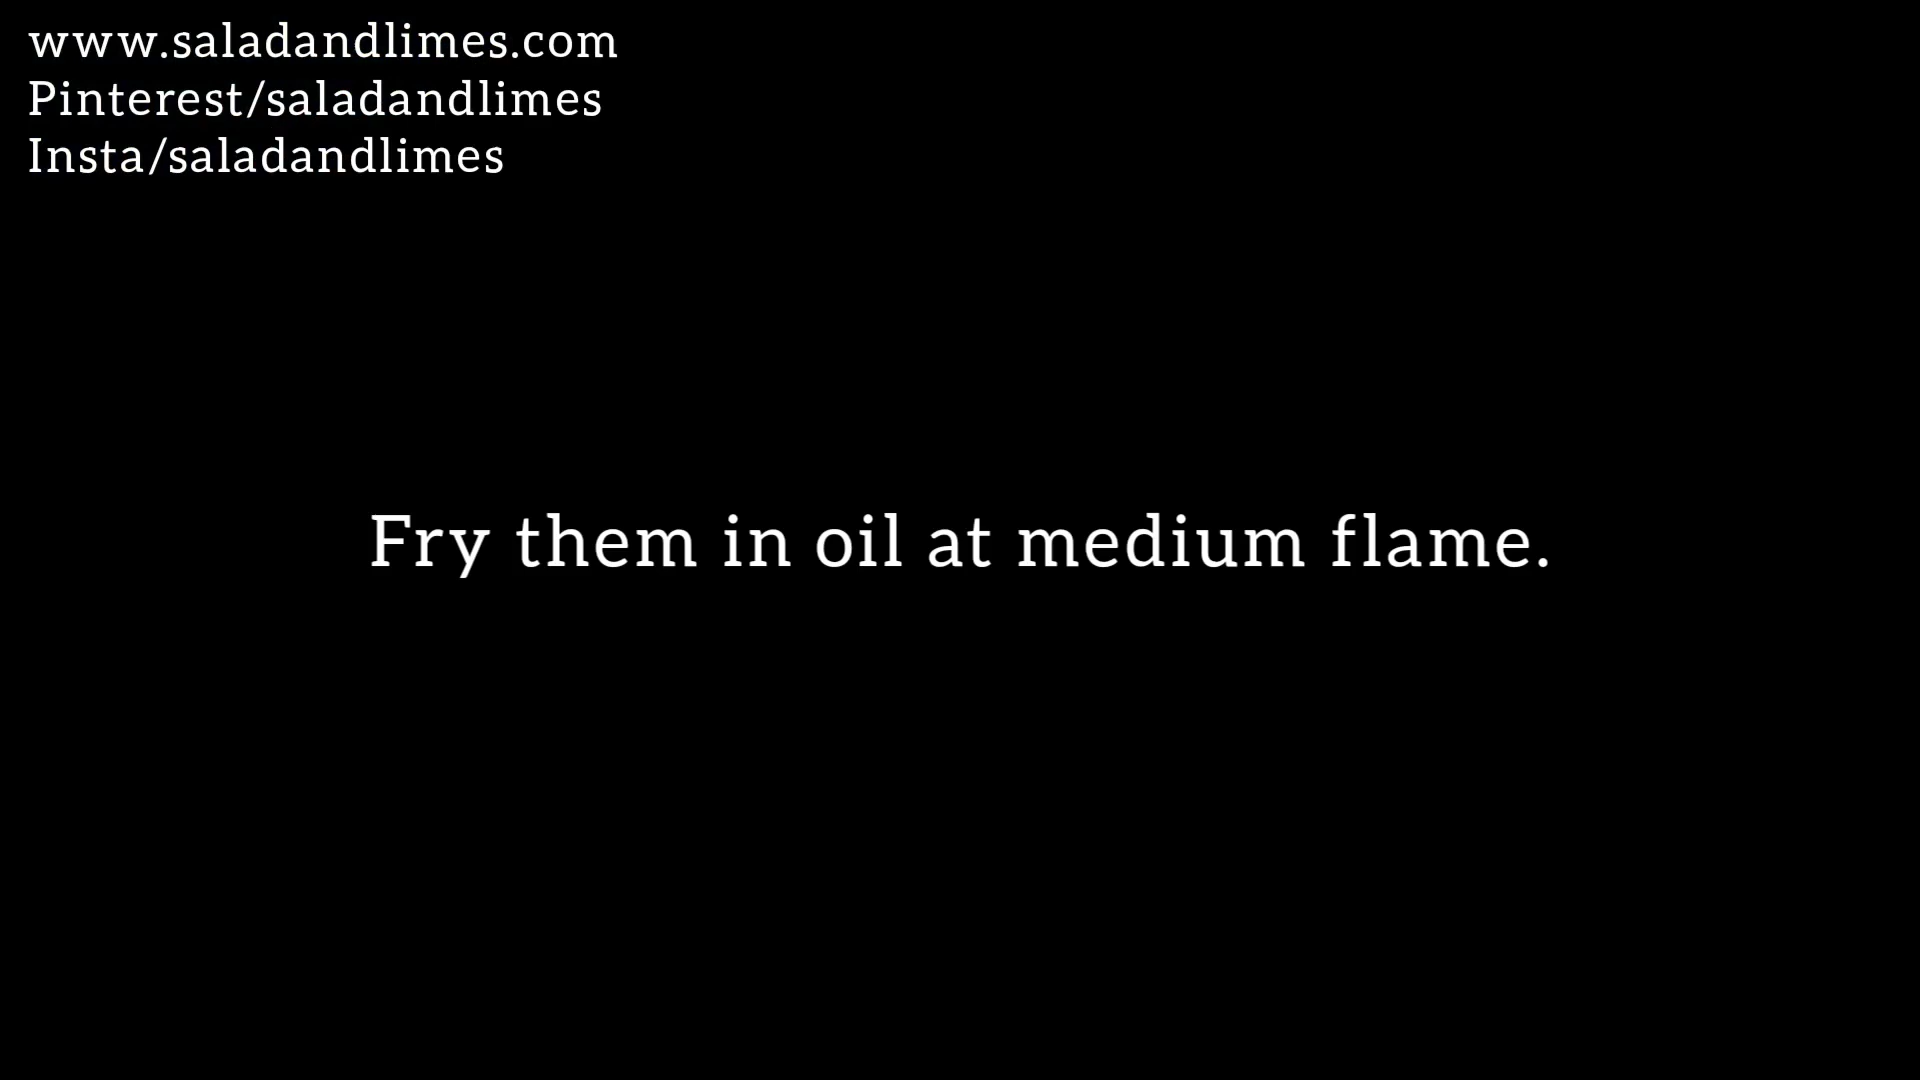 www.saladandlimes.com
Pinterest/saladandlimes
Insta/saladandlimes
Fry them in oil at medium flame.